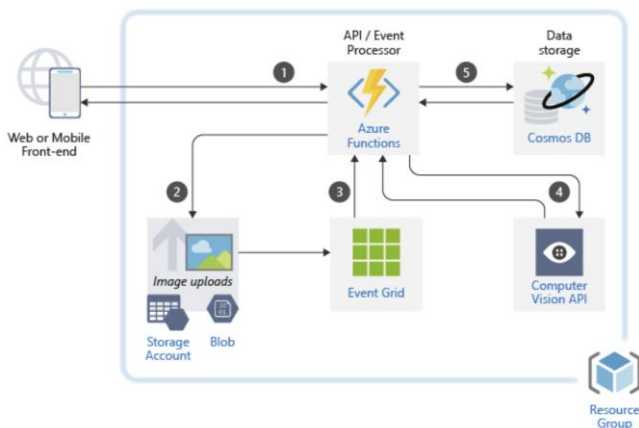 API / Event
Processor
Data
storage
1
5
Web or Mobile
Front-end
Azure
Functions
Cosmos DB
2
3
4
Image uploads
Event Grid
Computer
Vision API
Storage
Account
Blob
Resource
Group